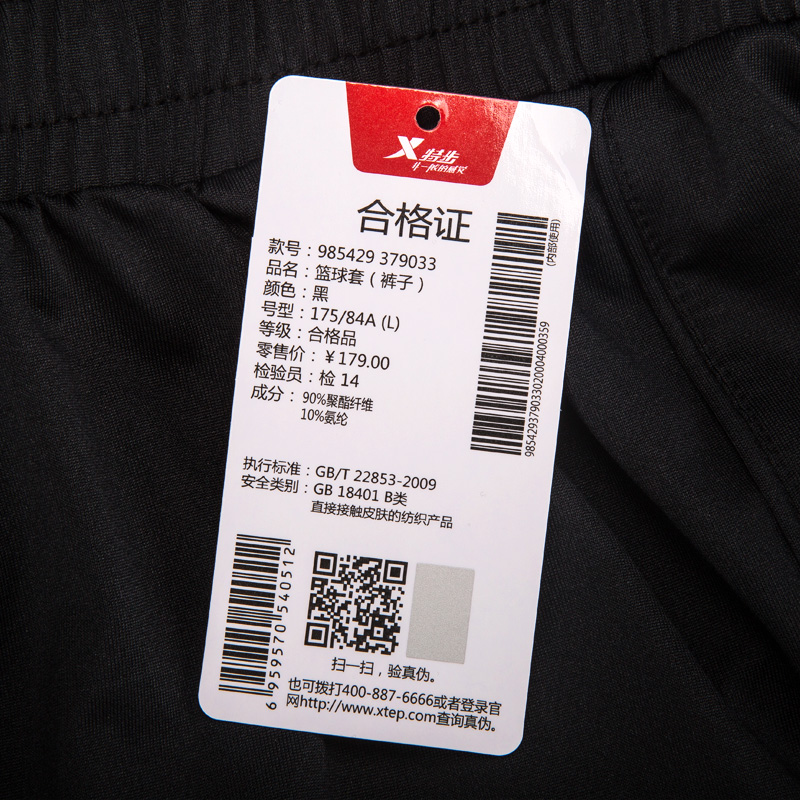 X 特步
合格证
款号：985429 379033
品名：篮球套（裤子）
颜色：黑
号型：175/84A (L)
等级：合格品
零售价：￥179.00
检验员：检 14
成分：90%聚酯纤维
10%氨纶
(内部使用)
985429379033020004000359
执行标准：GB/T 22853-2009
安全类别：GB 18401 B类
直接接触皮肤的纺织产品
6 959570 540512
扫一扫，验真伪。
也可拨打400-887-6666或者登录官
网http://www.xtep.com查询真伪。